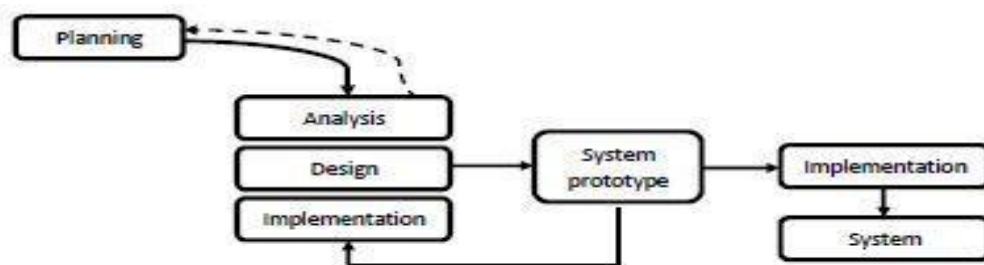 Planning
Analysis
Design
Implementation
System
prototype
Implementation
System